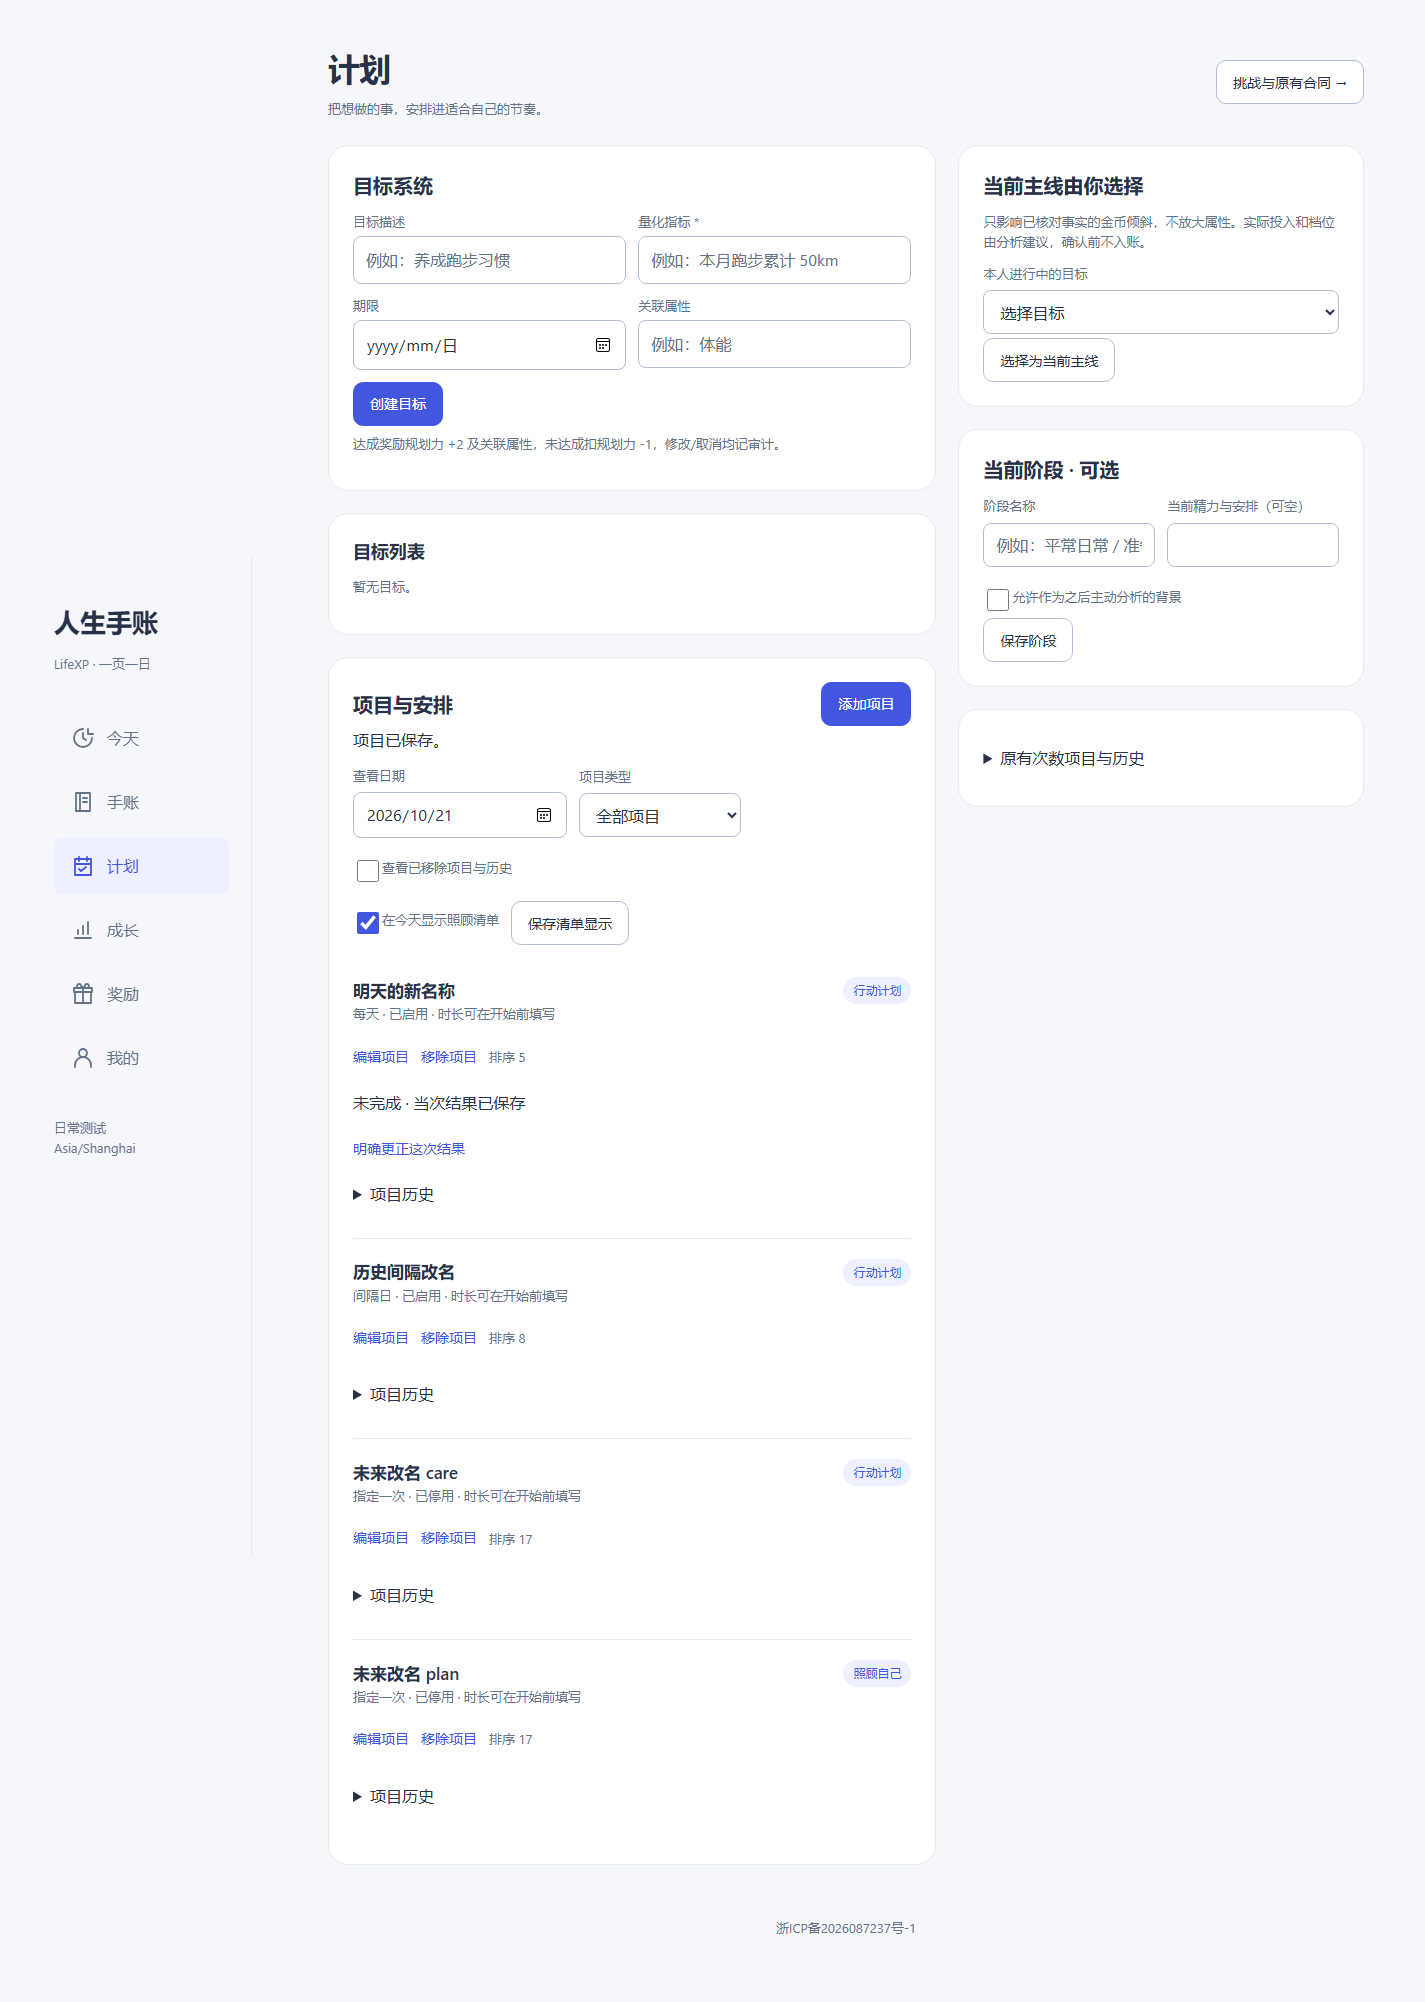 人生手账
LifeXP · 一页一日
今天
手账
计划
成长
奖励
我的
日常测试
Asia/Shanghai
计划
把想做的事，安排进适合自己的节奏。
挑战与原有合同 →
目标系统
目标描述
量化指标 *
例如：养成跑步习惯
例如：本月跑步累计 50km
期限
关联属性
yyyy/mm/日
例如：体能
创建目标
达成奖励规划力 +2 及关联属性，未达成扣规划力 -1，修改/取消均记审计。
目标列表
暂无目标。
项目与安排
添加项目
项目已保存。
查看日期
项目类型
2026/10/21
全部项目
查看已移除项目与历史
在今天显示照顾清单
保存清单显示
明天的新名称
行动计划
每天 · 已启用 · 时长可在开始前填写
编辑项目 移除项目 排序 5
未完成 · 当次结果已保存
明确更正这次结果
项目历史
历史间隔改名
行动计划
间隔日 · 已启用 · 时长可在开始前填写
编辑项目 移除项目 排序 8
项目历史
未来改名 care
行动计划
指定一次 · 已停用 · 时长可在开始前填写
编辑项目 移除项目 排序 17
项目历史
未来改名 plan
照顾自己
指定一次 · 已停用 · 时长可在开始前填写
编辑项目 移除项目 排序 17
项目历史
当前主线由你选择
只影响已核对事实的金币倾斜，不放大属性。实际投入和档位
由分析建议，确认前不入账。
本人进行中的目标
选择目标
选择为当前主线
当前阶段 · 可选
阶段名称
当前精力与安排（可空）
例如：平常日常 / 准
允许作为之后主动分析的背景
保存阶段
原有次数项目与历史
浙ICP备2026087237号-1